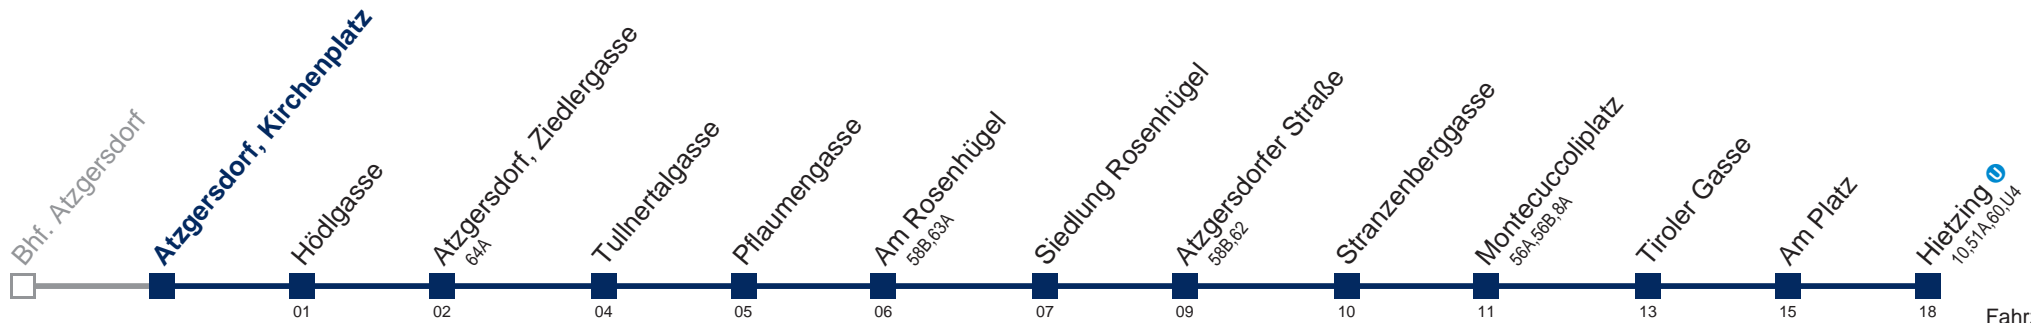 Bhf. Atzgersdorf
Atzgersdorf, Kirchenplatz
Hödlgasse
01
Atzgersdorf, Ziedlergasse
64A
02
Tullnertalgasse
04
Pflaumengasse
05
Am Rosenhügel
58B,63A
06
Siedlung Rosenhügel
07
Atzgersdorfer Straße
58B,62
09
Stranzenberggasse
10
Montecuccoliplatz
56A,56B,8A
11
Tiroler Gasse
13
Am Platz
15
Hietzing U
10,51A,60,U4
18